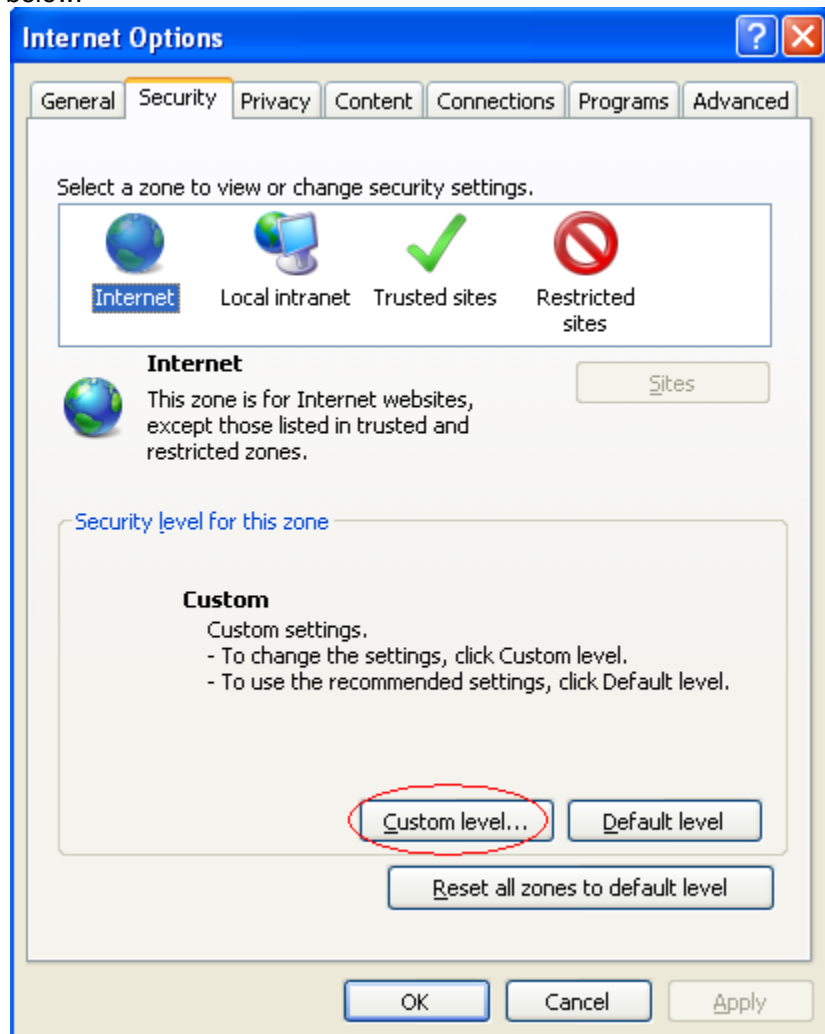 below.
Internet Options
General Security Privacy Content Connections Programs Advanced
Select a zone to view or change security settings.
Internet Local intranet Trusted sites Restricted
sites
Internet
Sites
This zone is for Internet websites,
except those listed in trusted and
restricted zones.
Security level for this zone
Custom
Custom settings.
- To change the settings, click Custom level.
- To use the recommended settings, click Default level.
Custom level... Default level
Reset all zones to default level
OK Cancel Apply